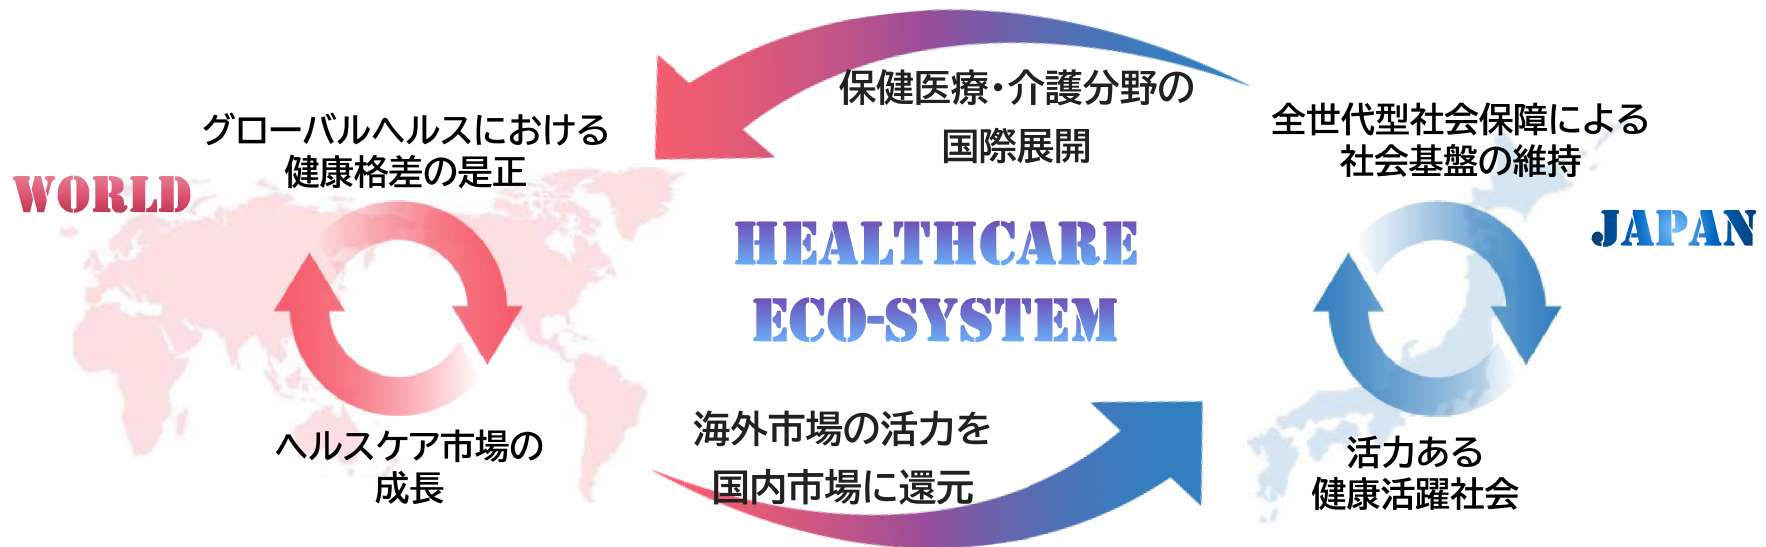 保健医療・介護分野の
国際展開
グローバルヘルスにおける
健康格差の是正
全世代型社会保障による
社会基盤の維持
WORLD
JAPAN
HEALTHCARE
ECO-SYSTEM
ヘルスケア市場の
成長
海外市場の活力を
国内市場に還元
活力ある
健康活躍社会